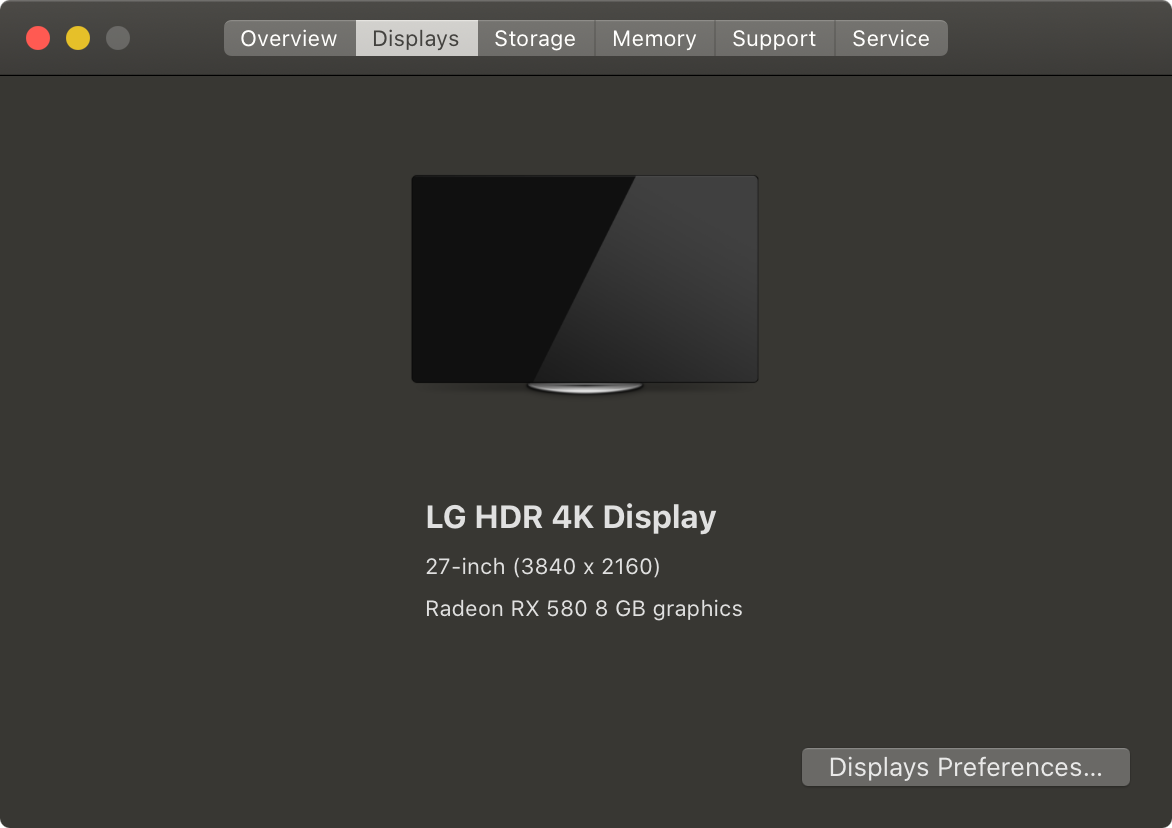 Overview Displays Storage Memory Support Service
LG HDR 4K Display
27-inch (3840 x 2160)
Radeon RX 580 8 GB graphics
Displays Preferences...